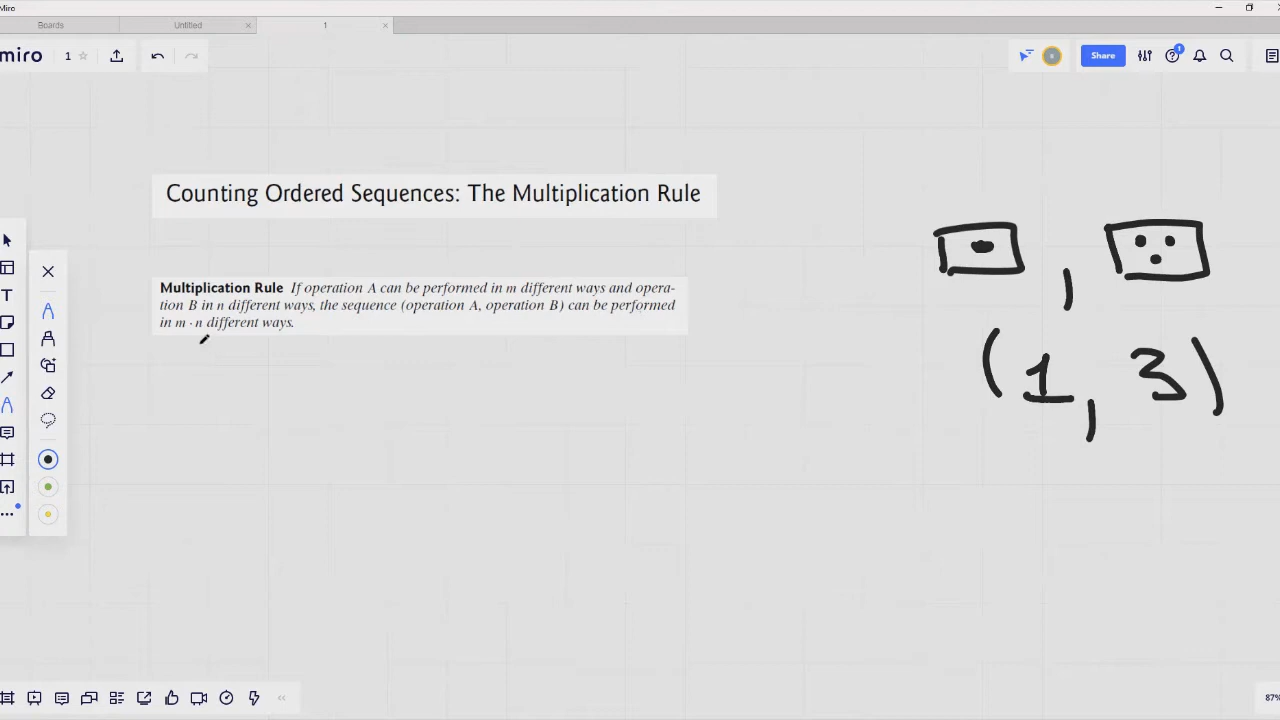 Miro
Boards
Untitled
1
miro
1
Share
1
Counting Ordered Sequences: The Multiplication Rule
Multiplication Rule If operation A can be performed in m different ways and opera-
tion B in n different ways, the sequence (operation A, operation B) can be performed
in m · n different ways.
,
(1, 3)
T
87%